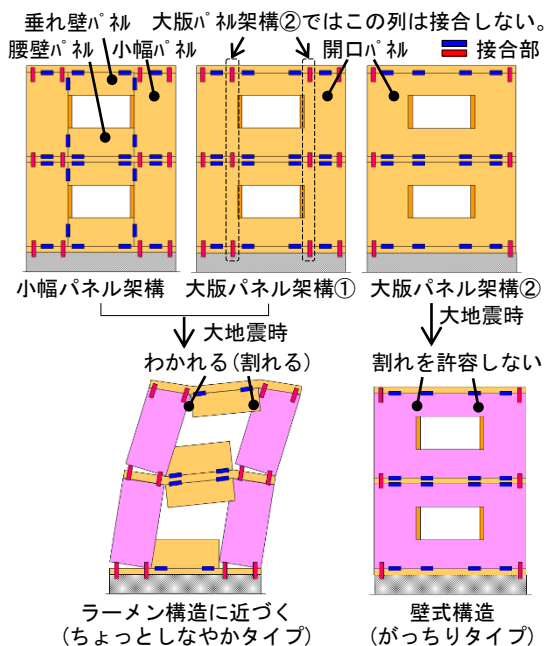 垂れ壁パネル 大版パネル架構②ではこの列は接合しない。
腰壁パネル 小幅パネル 開口パネル 接合部
小幅パネル架構 大版パネル架構① 大版パネル架構②
大地震時 大地震時
わかれる(割れる) 割れを許容しない
ラーメン構造に近づく 壁式構造
(ちょっとしなやかタイプ) (がっちりタイプ)